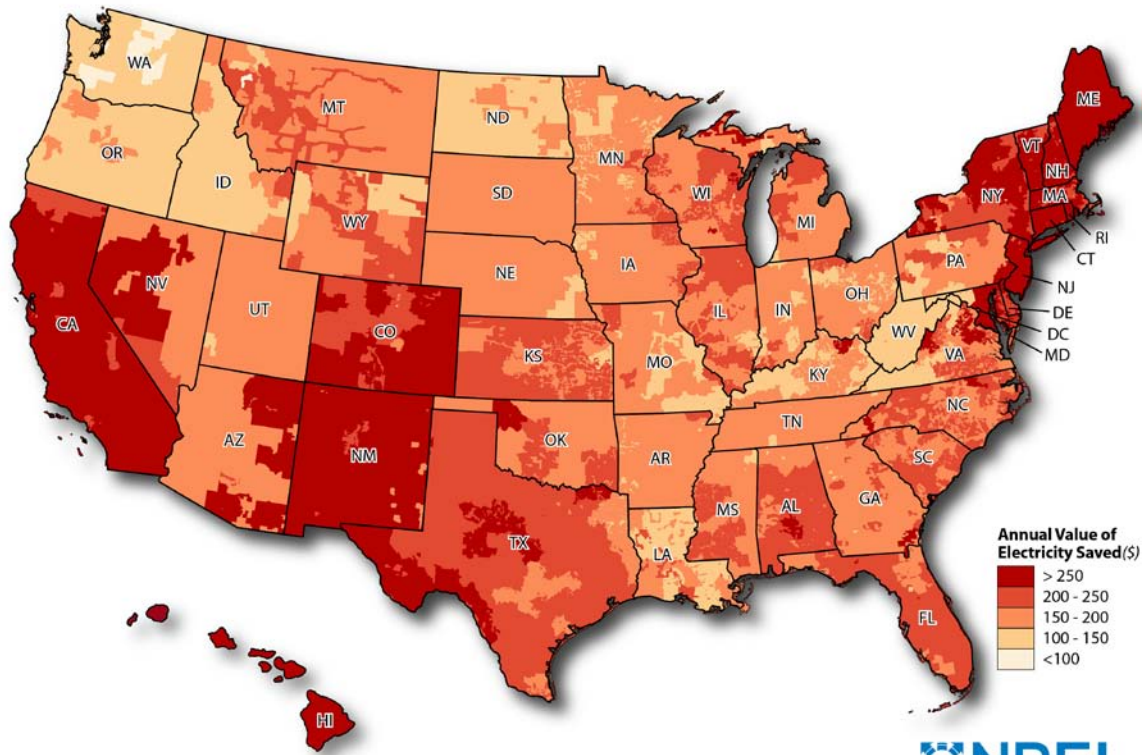 WA
MT
ND
OR
ID
MN
SD
WY
WI
MI
ME
VT
NH
NY
MA
RI
CT
NV
UT
NE
IA
PA
NJ
DE
DC
MD
CA
CO
KS
IL
IN
OH
WV
MO
KY
VA
AZ
NM
OK
AR
TN
NC
SC
TX
LA
MS
AL
GA
FL
HI
Annual Value of
Electricity Saved($)
> 250
200 - 250
150 - 200
100 - 150
<100
NREL